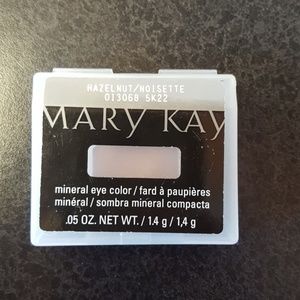 HAZELNUT/NOISETTE
013068 5K22
MARY KAY
mineral eye color / fard à paupières
minéral / sombra mineral compacta
.05 OZ. NET WT. / 1.4 g / 1,4 g